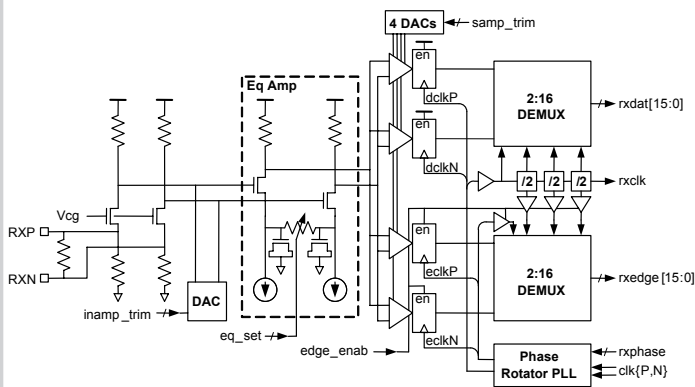 4 DACs
samp_trim
Eq Amp
en
dclkP
2:16
DEMUX
rxdat[15:0]
en
dclkN
/2
/2
/2
rxclk
Vcg
RXP
RXN
en
eclkP
2:16
DEMUX
rxedge[15:0]
DAC
inamp_trim
eq_set
edge_enab
en
eclkN
Phase
Rotator PLL
rxphase
clk{P,N}